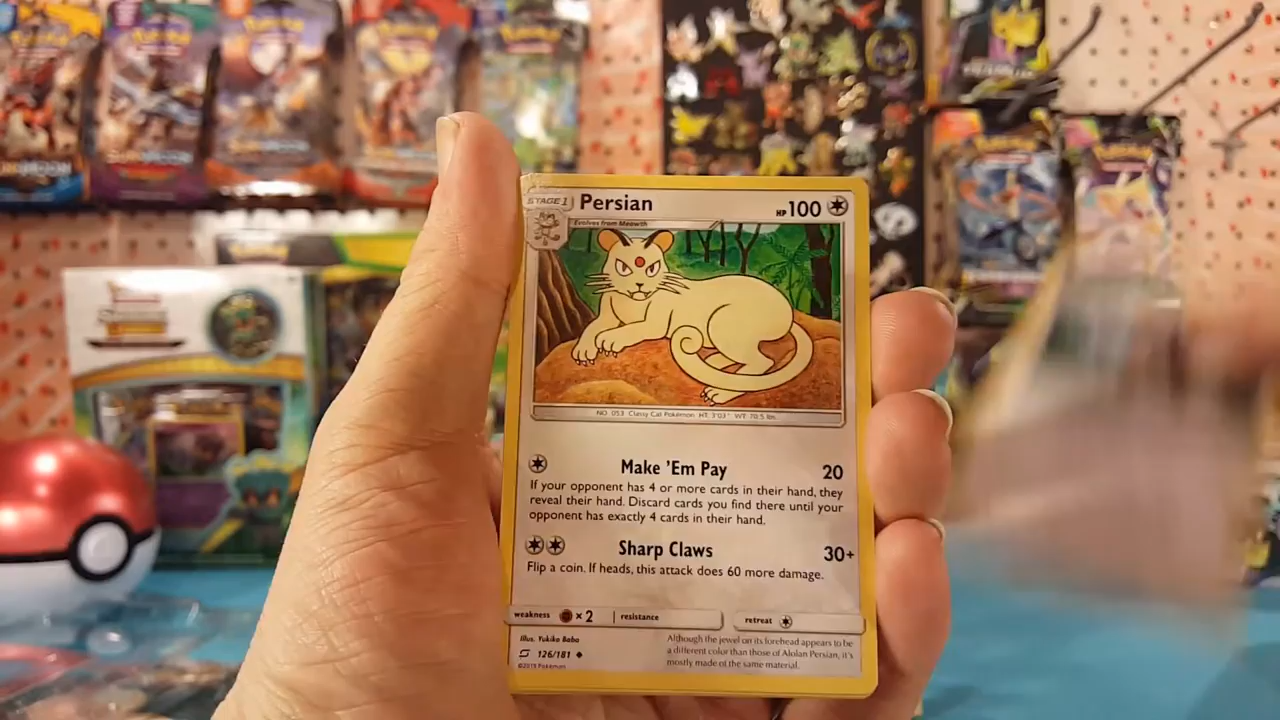 STAGE 1 Persian HP 100
Evolves from Meowth
NO. 053 Classy Cat Pokémon HT: 3'03" WT: 70.5 lbs.
Make 'Em Pay 20
If your opponent has 4 or more cards in their hand, they
reveal their hand. Discard cards you find there until your
opponent has exactly 4 cards in their hand.
Sharp Claws 30+
Flip a coin. If heads, this attack does 60 more damage.
weakness ×2 resistance retreat
Illus. Yukiko Baba
126/181
©2019 Pokémon
Although the jewel on its forehead appears to be
a different color than those of Alolan Persian, it's
mostly made of the same material.